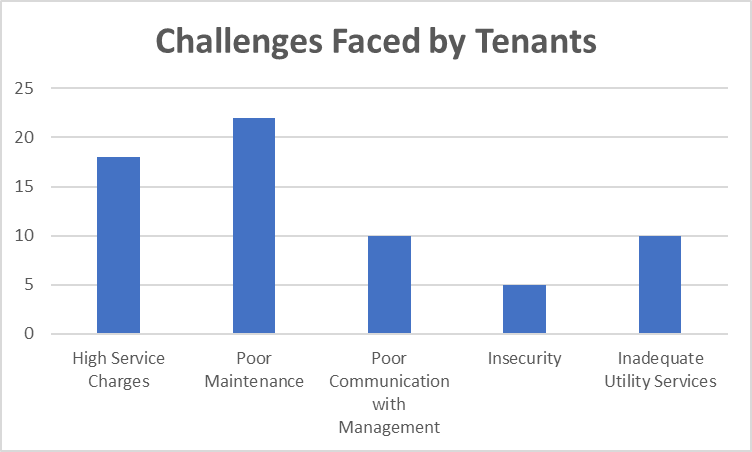 Challenges Faced by Tenants
25
20
15
10
5
0
High Service
Charges
Poor
Maintenance
Poor
Communication
with
Management
Insecurity
Inadequate
Utility Services